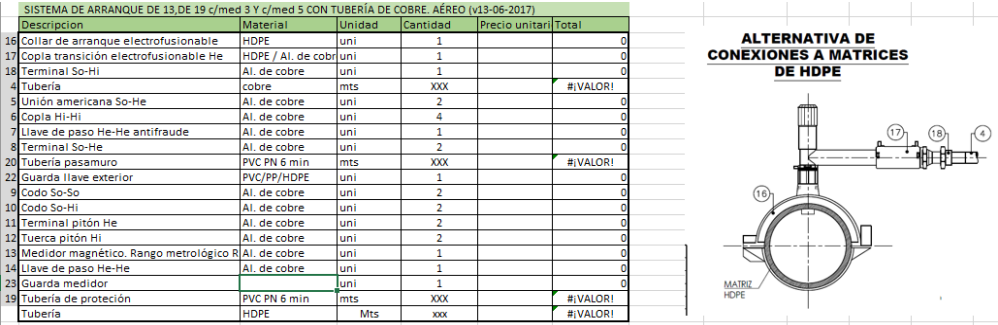 SISTEMA DE ARRANQUE DE 13,DE 19 c/med 3 Y c/med 5 CON TUBERÍA DE COBRE. AÉREO (v13-06-2017)
Descripcion Material Unidad Cantidad Precio unitari Total
16 Collar de arranque electrofusionable HDPE uni 1 0
17 Copla transición electrofusionable He HDPE / Al. de cobr uni 1 0
18 Terminal So-Hi Al. de cobre uni 1 0
4 Tubería cobre mts XXX #¡VALOR!
5 Unión americana So-He Al. de cobre uni 2 0
6 Copla Hi-Hi Al. de cobre uni 4 0
7 Llave de paso He-He antifraude Al. de cobre uni 1 0
8 Terminal So-He Al. de cobre uni 2 0
20 Tubería pasamuro PVC PN 6 min mts XXX #¡VALOR!
22 Guarda llave exterior PVC/PP/HDPE uni 1 0
9 Codo So-So Al. de cobre uni 2 0
10 Codo So-Hi Al. de cobre uni 2 0
11 Terminal pitón He Al. de cobre uni 2 0
12 Tuerca pitón Hi Al. de cobre uni 2 0
13 Medidor magnético. Rango metrológico R Al. de cobre uni 1 0
14 Llave de paso He-He Al. de cobre uni 1 0
23 Guarda medidor uni 1 0
19 Tubería de proteción PVC PN 6 min mts XXX #¡VALOR!
Tubería HDPE Mts xxx #¡VALOR!
ALTERNATIVA DE
CONEXIONES A MATRICES
DE HDPE
17 18 4
16
MATRIZ
HDPE